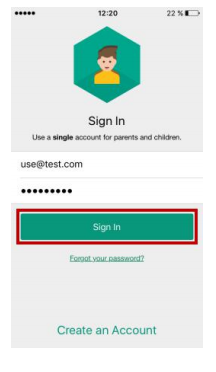 12:20 22 %
Sign In
Use a single account for parents and children.
use@test.com
Sign In
Forgot your password?
Create an Account